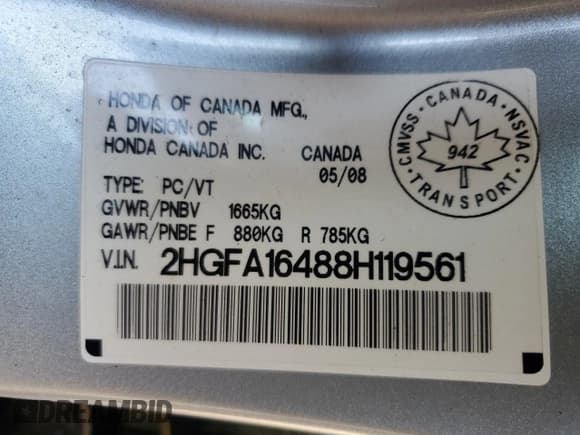 HONDA OF CANADA MFG.,
A DIVISION OF
HONDA CANADA INC. CANADA
05/08
TYPE: PC/VT
GVWR/PNBV 1665KG
GAWR/PNBE F 880KG R 785KG
V.I.N. 2HGFA16488H119561
CMVSS · CANADA · NSVAC
942
· TRANSPORT ·
DREAMBID